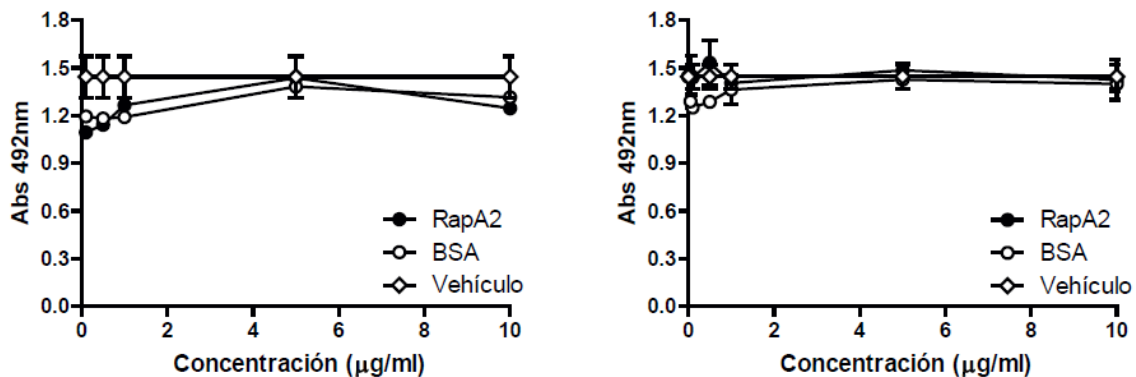 1.8
1.5
1.2
0.9
0.6
0.3
0.0
Abs 492nm
RapA2
BSA
Vehículo
0 2 4 6 8 10
Concentración (μg/ml)
1.8
1.5
1.2
0.9
0.6
0.3
0.0
Abs 492nm
RapA2
BSA
Vehículo
0 2 4 6 8 10
Concentración (μg/ml)